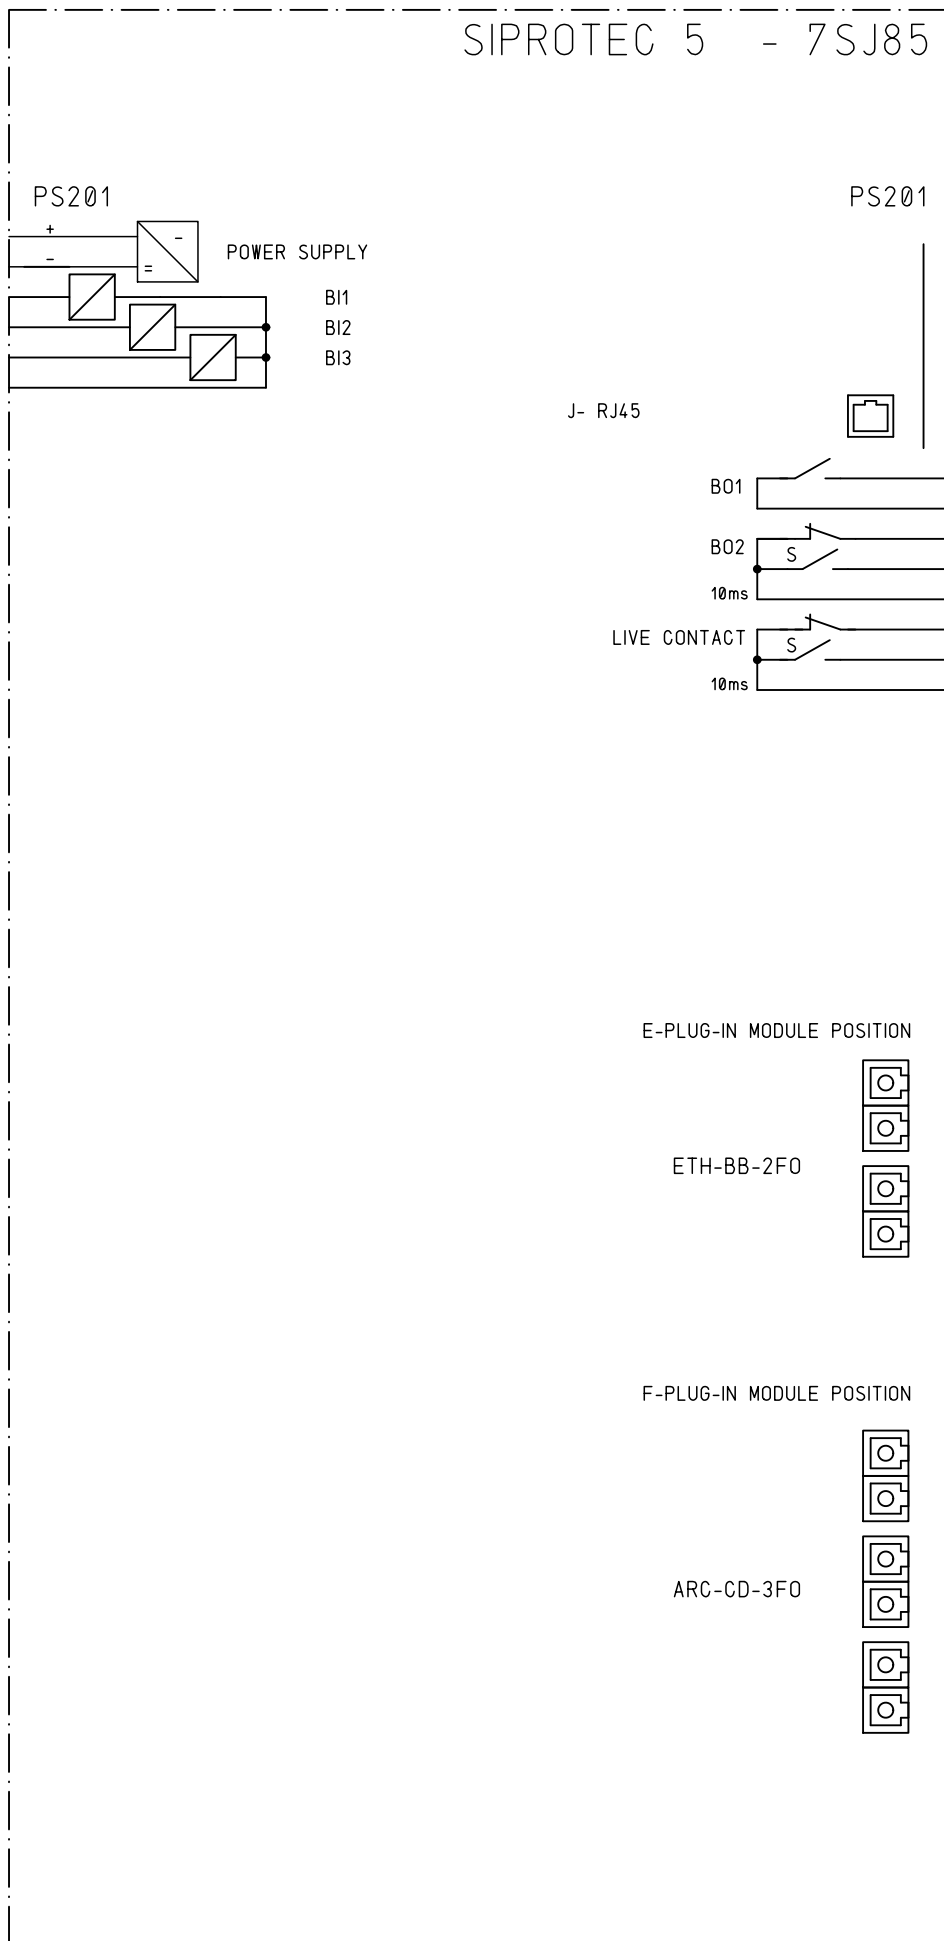 SIPROTEC 5 - 7SJ85
PS201
PS201
+
-
-
=
POWER SUPPLY
BI1
BI2
BI3
J- RJ45
BO1
BO2
S
10ms
LIVE CONTACT
S
10ms
E-PLUG-IN MODULE POSITION
ETH-BB-2FO
F-PLUG-IN MODULE POSITION
ARC-CD-3FO